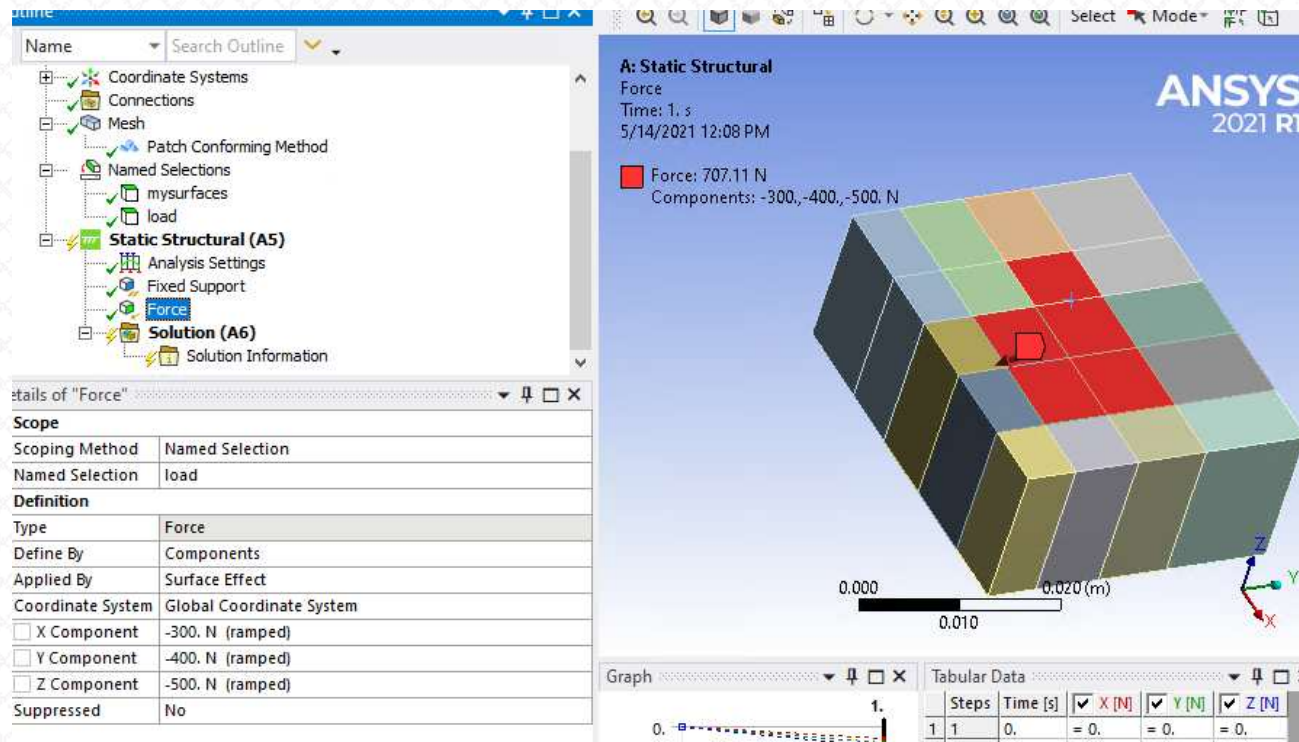 Outline
Name
Search Outline
Coordinate Systems
Connections
Mesh
Patch Conforming Method
Named Selections
mysurfaces
load
Static Structural (A5)
Analysis Settings
Fixed Support
Force
Solution (A6)
Solution Information
etails of "Force"
Scope
Scoping Method Named Selection
Named Selection load
Definition
Type Force
Define By Components
Applied By Surface Effect
Coordinate System Global Coordinate System
X Component -300. N (ramped)
Y Component -400. N (ramped)
Z Component -500. N (ramped)
Suppressed No
Select Mode
A: Static Structural
Force
Time: 1. s
5/14/2021 12:08 PM
Force: 707.11 N
Components: -300.,-400.,-500. N
ANSYS
2021 R1
0.000 0.020 (m)
0.010
Z
Y
X
Graph
1.
0.
Tabular Data
Steps Time [s] X [N] Y [N] Z [N]
1 1 0. = 0. = 0. = 0.